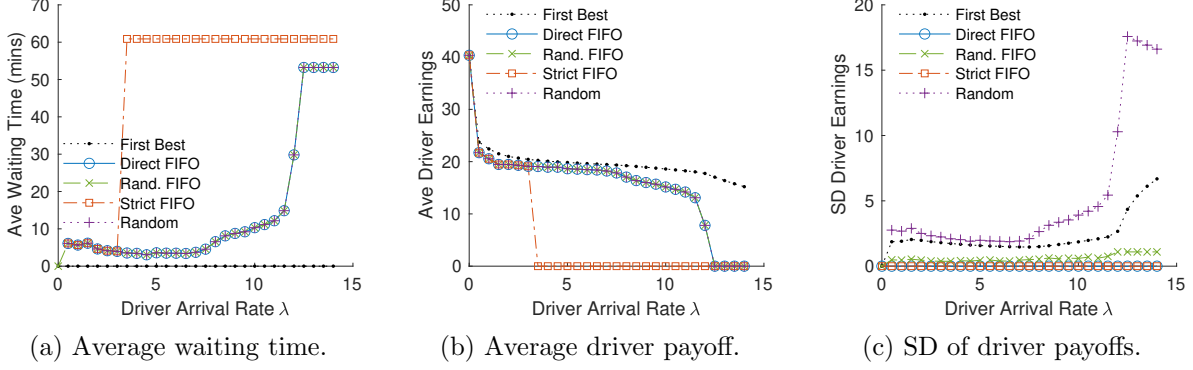 70
60
50
40
30
20
10
0
Ave Waiting Time (mins)
First Best
Direct FIFO
Rand. FIFO
Strict FIFO
Random
0
5
10
15
Driver Arrival Rate λ
(a) Average waiting time.
50
40
30
20
10
0
Ave Driver Earnings
First Best
Direct FIFO
Rand. FIFO
Strict FIFO
Random
0
5
10
15
Driver Arrival Rate λ
(b) Average driver payoff.
20
15
10
5
0
SD Driver Earnings
First Best
Direct FIFO
Rand. FIFO
Strict FIFO
Random
0
5
10
15
Driver Arrival Rate λ
(c) SD of driver payoffs.